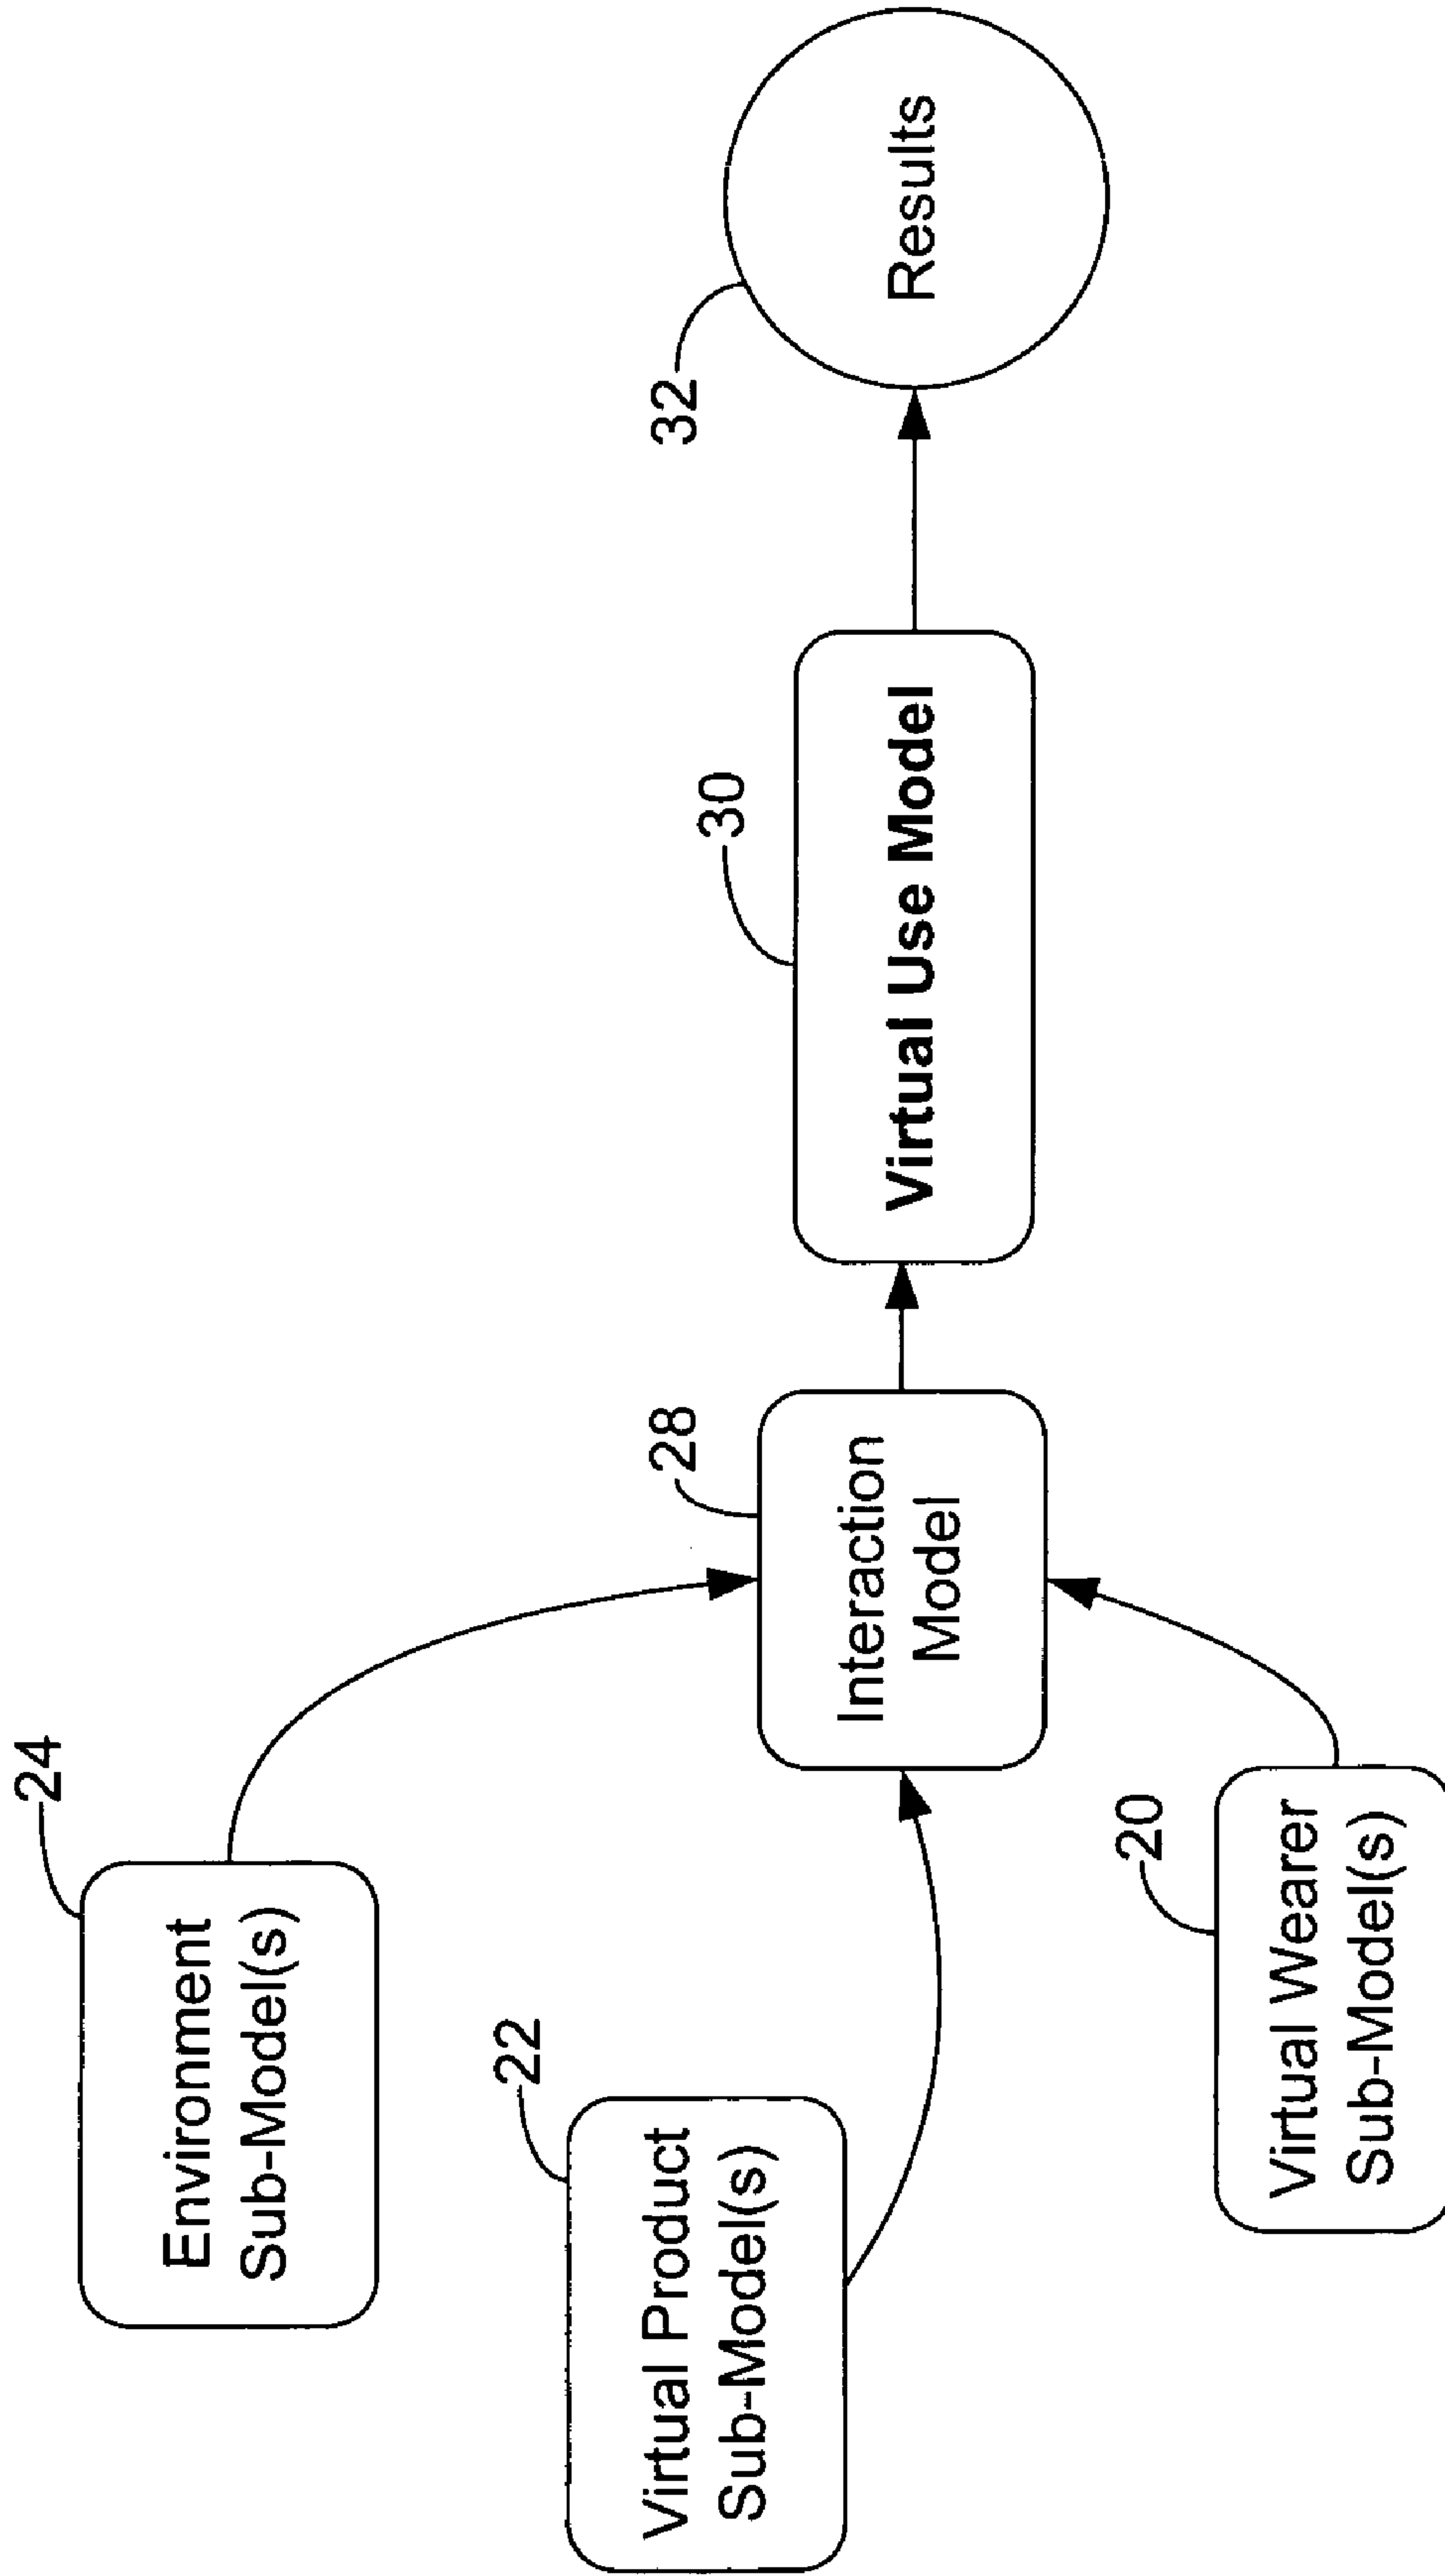 24
Environment
Sub-Model(s)
22
Virtual Product
Sub-Model(s)
20
Virtual Wearer
Sub-Model(s)
28
Interaction
Model
30
Virtual Use Model
32
Results